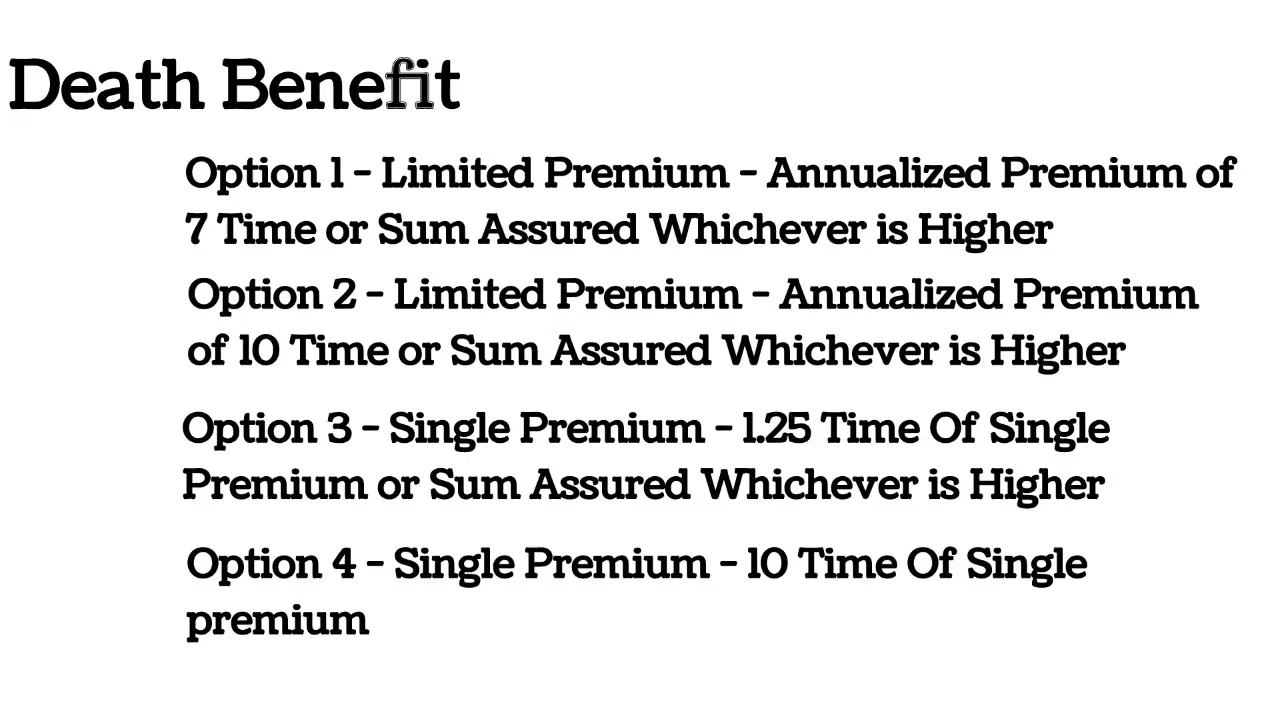 Death Benefit
Option 1 - Limited Premium - Annualized Premium of
7 Time or Sum Assured Whichever is Higher
Option 2 - Limited Premium - Annualized Premium
of 10 Time or Sum Assured Whichever is Higher
Option 3 - Single Premium - 1.25 Time Of Single
Premium or Sum Assured Whichever is Higher
Option 4 - Single Premium - 10 Time Of Single
premium